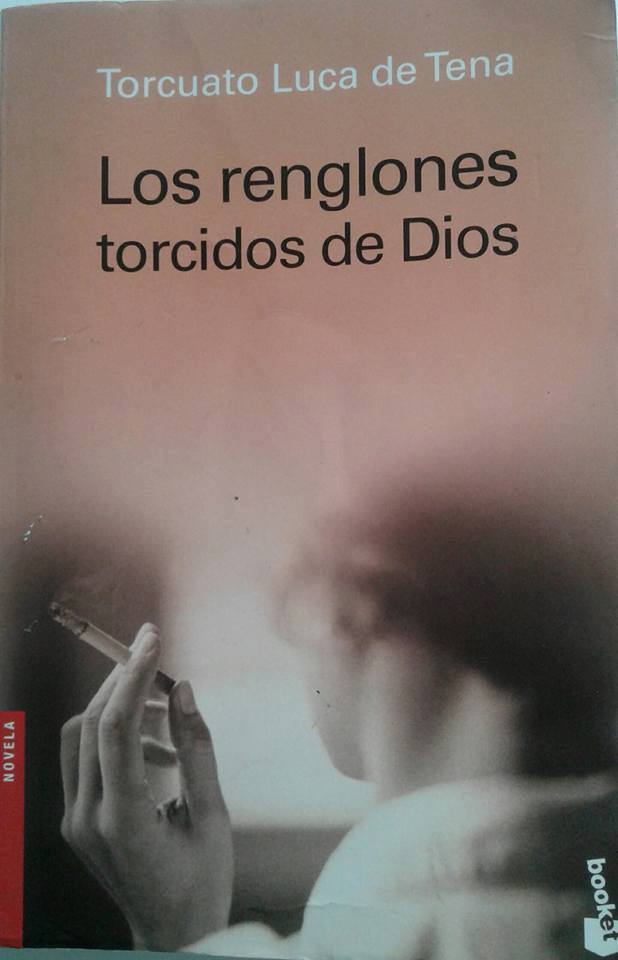 Torcuato Luca de Tena
Los renglones
torcidos de Dios
NOVELA
booket